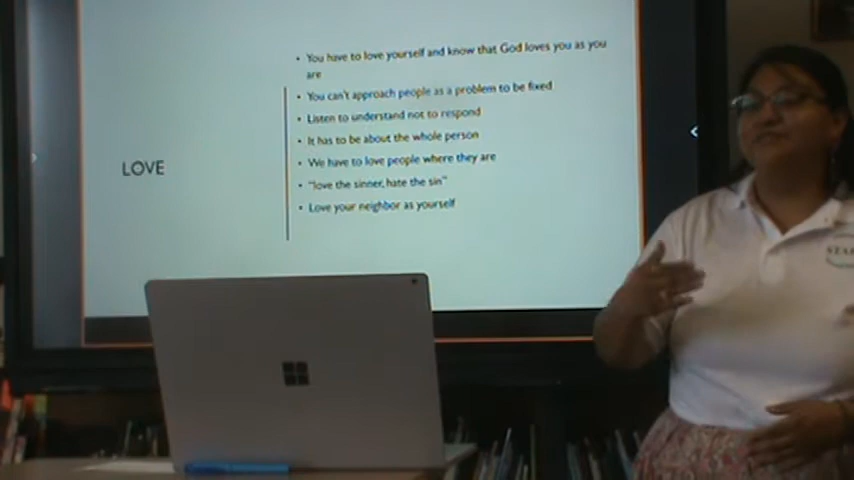 LOVE
• You have to love yourself and know that God loves you as you
are
• You can't approach people as a problem to be fixed
• Listen to understand not to respond
• It has to be about the whole person
• We have to love people where they are
• "love the sinner, hate the sin"
• Love your neighbor as yourself